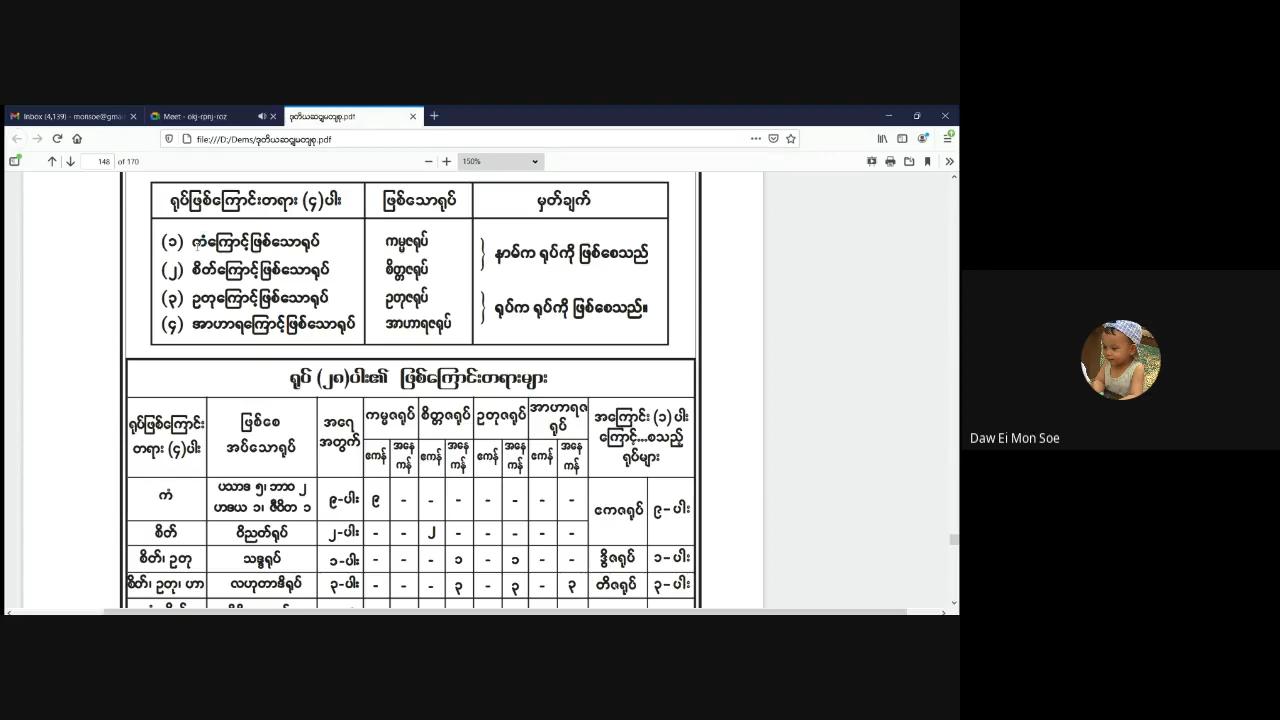 Inbox (4,139) - monsoe@gma
Meet - okj-rpnj-roz
ဒုတိယဆင့်မတျစု.pdf
file:///D:/Dems/ဒုတိယဆင့်မတျစု.pdf
148 of 170
150%
ရုပ်ဖြစ်ကြောင်းတရား (၄)ပါး ဖြစ်သောရုပ် မှတ်ချက်
(၁) ကံကြောင့်ဖြစ်သောရုပ် ကမ္မဇရုပ်
နာမ်က ရုပ်ကို ဖြစ်စေသည်
(၂) စိတ်ကြောင့်ဖြစ်သောရုပ် စိတ္တဇရုပ်
(၃) ဥတုကြောင့်ဖြစ်သောရုပ် ဥတုဇရုပ်
ရုပ်က ရုပ်ကို ဖြစ်စေသည်။
(၄) အာဟာရကြောင့်ဖြစ်သောရုပ် အာဟာရဇရုပ်
ရုပ် (၂၈)ပါး၏ ဖြစ်ကြောင်းတရားများ
ရုပ်ဖြစ်ကြောင်း
တရား (၄)ပါး
ဖြစ်စေ
အပ်သောရုပ်
အရေ
အတွက်
ကမ္မဇရုပ် စိတ္တဇရုပ် ဥတုဇရုပ် အာဟာရဇ
ရုပ်
အကြောင်း (၁) ပါး
ကြောင့်...စသည့်
ရုပ်များ
ဧကန် အနေ ဧကန် အနေ ဧကန် အနေ ဧကန် အနေ
ကန် ကန် ကန် ကန်
ကံ ပသာဒ ၅၊ ဘာဝ ၂ ၉-ပါး ၉ - - - - - - - ဧကဇရုပ် ၉-ပါး
ဟဒယ ၁၊ ဇီဝိတ ၁
စိတ် ဝိညတ်ရုပ် ၂-ပါး - - ၂ - - - - -
စိတ်၊ ဥတု သဒ္ဒရုပ် ၁-ပါး - - - ၁ - ၁ - - ဒွိဇရုပ် ၁-ပါး
စိတ်၊ ဥတု၊ ဟာ လဟုတာဒိရုပ် ၃-ပါး - - - ၃ - ၃ - ၃ တိဇရုပ် ၃-ပါး
Daw Ei Mon Soe